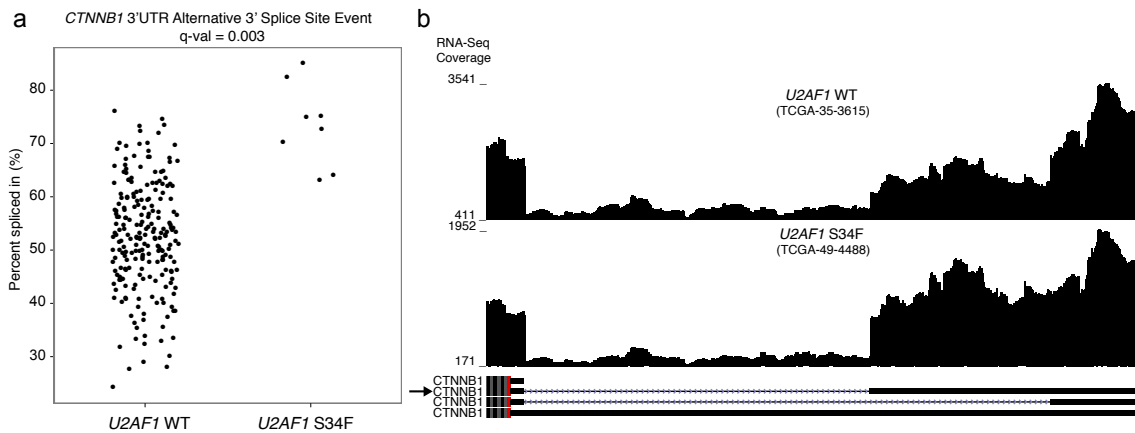 a
CTNNB1 3'UTR Alternative 3' Splice Site Event
q-val = 0.003
Percent spliced in (%)
80
70
60
50
40
30
U2AF1 WT
U2AF1 S34F
b
RNA-Seq
Coverage
3541
U2AF1 WT
(TCGA-35-3615)
411
1952
U2AF1 S34F
(TCGA-49-4488)
171
CTNNB1
CTNNB1
CTNNB1
CTNNB1